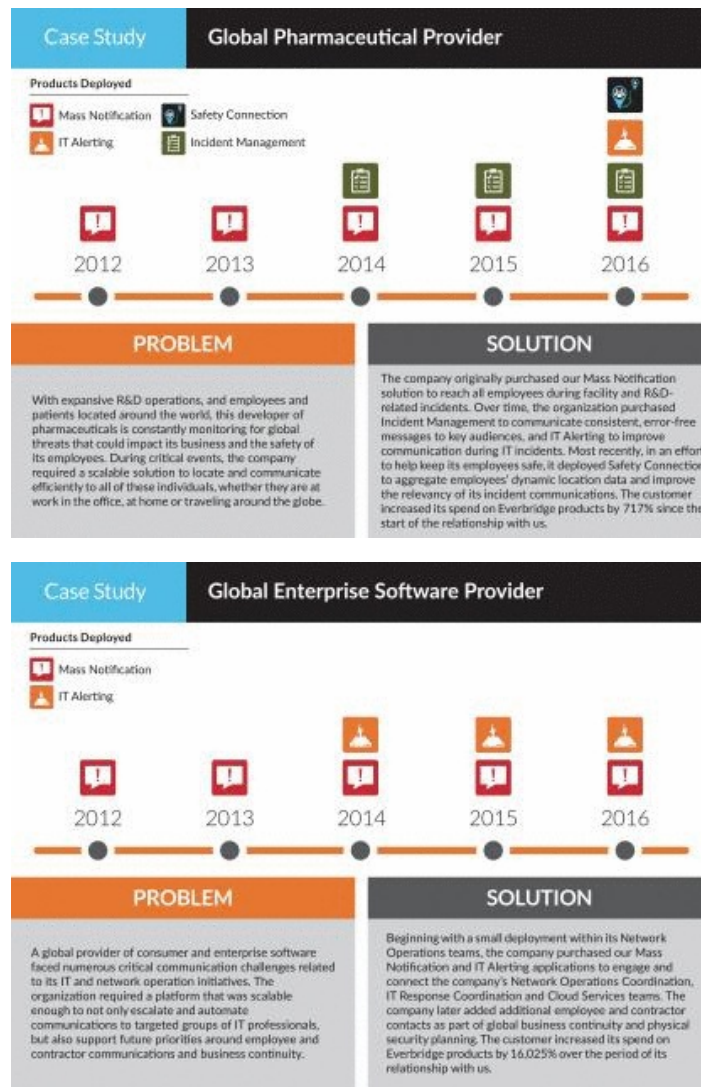 Case Study
Global Pharmaceutical Provider
Products Deployed
Mass Notification
Safety Connection
IT Alerting
Incident Management
2012
2013
2014
2015
2016
PROBLEM
With expansive R&D operations, and employees and
patients located around the world, this developer of
pharmaceuticals is constantly monitoring for global
threats that could impact its business and the safety of
its employees. During critical events, the company
required a scalable solution to locate and communicate
efficiently to all of these individuals, whether they are at
work in the office, at home or traveling around the globe.
SOLUTION
The company originally purchased our Mass Notification
solution to reach all employees during facility and R&D-
related incidents. Over time, the organization purchased
Incident Management to communicate consistent, error-free
messages to key audiences, and IT Alerting to improve
communication during IT incidents. Most recently, in an effort
to help keep its employees safe, it deployed Safety Connection
to aggregate employees' dynamic location data and improve
the relevancy of its incident communications. The customer
increased its spend on Everbridge products by 717% since the
start of the relationship with us.
Case Study
Global Enterprise Software Provider
Products Deployed
Mass Notification
IT Alerting
2012
2013
2014
2015
2016
PROBLEM
A global provider of consumer and enterprise software
faced numerous critical communication challenges related
to its IT and network operation initiatives. The
organization required a platform that was scalable
enough to not only escalate and automate
communications to targeted groups of IT professionals,
but also support future priorities around employee and
contractor communications and business continuity.
SOLUTION
Beginning with a small deployment within its Network
Operations teams, the company purchased our Mass
Notification and IT Alerting applications to engage and
connect the company's Network Operations Coordination,
IT Response Coordination and Cloud Services teams. The
company later added additional employee and contractor
contacts as part of global business continuity and physical
security planning. The customer increased its spend on
Everbridge products by 16,025% over the period of its
relationship with us.